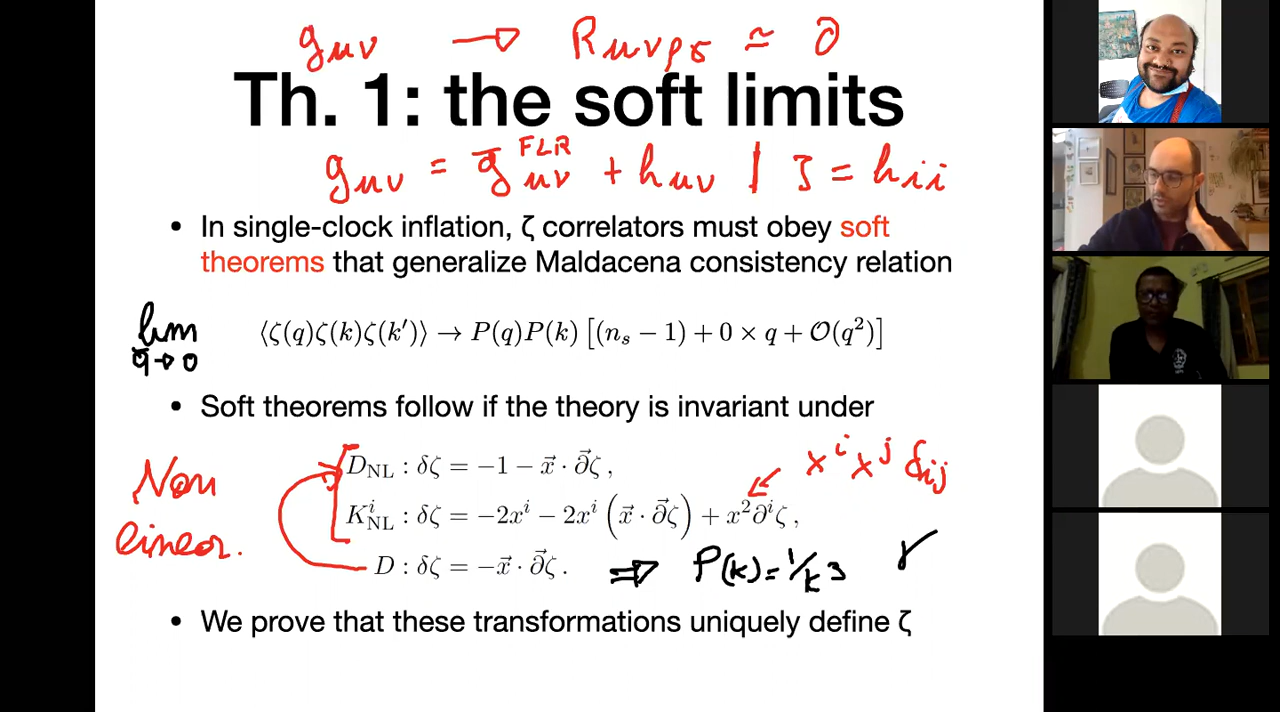 gμν → Rμνρσ ≃ 0
Th. 1: the soft limits
gμν = ḡμν^FLR + hμν | ζ = hii
• In single-clock inflation, ζ correlators must obey soft
theorems that generalize Maldacena consistency relation
lim q→0 ⟨ζ(q)ζ(k)ζ(k′)⟩ → P(q)P(k) [(n_s − 1) + 0 × q + O(q²)]
• Soft theorems follow if the theory is invariant under
Non
linear.
D_NL : δζ = −1 − x⃗ · ∂⃗ζ ,
x^i x^j δij
K^i_NL : δζ = −2x^i − 2x^i (x⃗ · ∂⃗ζ) + x²∂^iζ ,
D : δζ = −x⃗ · ∂⃗ζ . ⇒ P(k) = 1/k³ γ
• We prove that these transformations uniquely define ζ